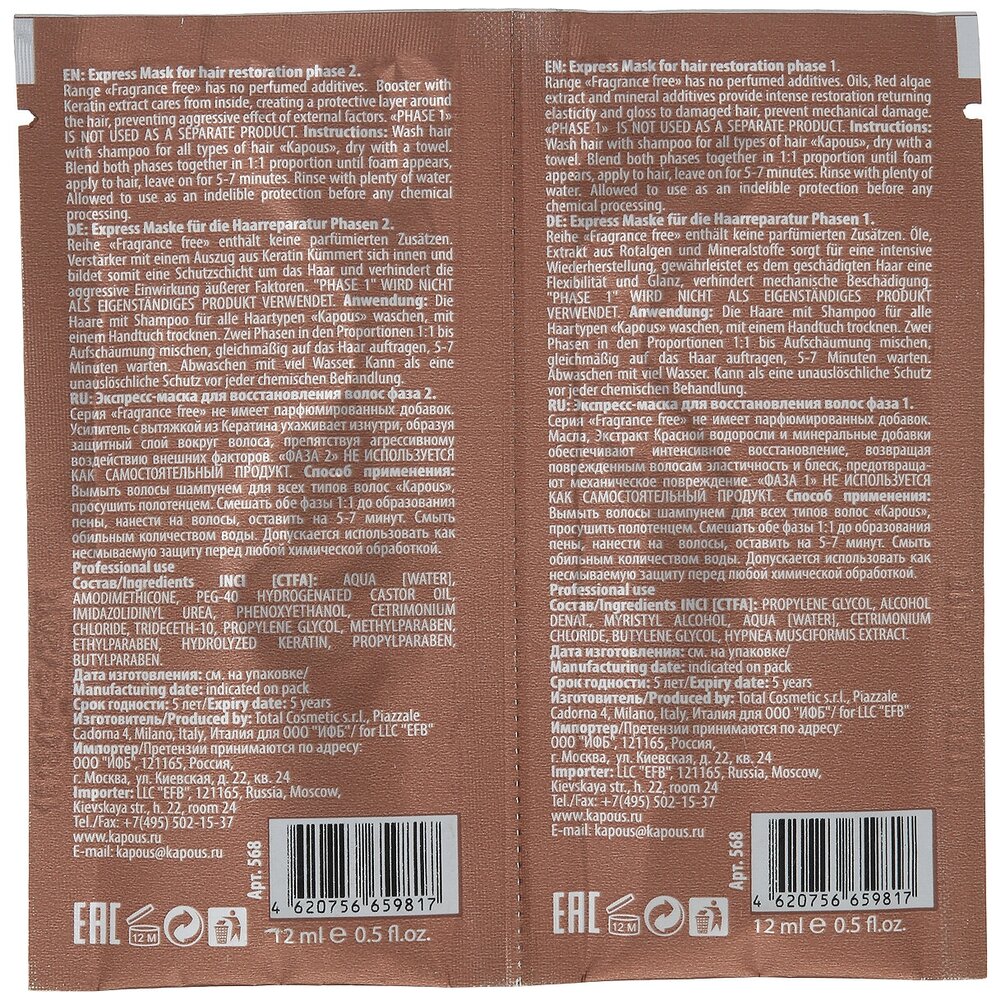 EN: Express Mask for hair restoration phase 2.
Range «Fragrance free» has no perfumed additives. Booster with
Keratin extract cares from inside, creating a protective layer around
the hair, preventing aggressive effect of external factors. «PHASE 1»
IS NOT USED AS A SEPARATE PRODUCT. Instructions: Wash hair
with shampoo for all types of hair «Kapous», dry with a towel.
Blend both phases together in 1:1 proportion until foam appears,
apply to hair, leave on for 5-7 minutes. Rinse with plenty of water.
Allowed to use as an indelible protection before any chemical
processing.
DE: Express Maske für die Haarreparatur Phasen 2.
Reihe «Fragrance free» enthält keine parfümierten Zusätzen.
Verstärker mit einem Auszug aus Keratin Kümmert sich innen und
bildet somit eine Schutzschicht um das Haar und verhindert die
aggressive Einwirkung äußerer Faktoren. "PHASE 1" WIRD NICHT
ALS EIGENSTÄNDIGES PRODUKT VERWENDET. Anwendung: Die
Haare mit Shampoo für alle Haartypen «Kapous» waschen, mit
einem Handtuch trocknen. Zwei Phasen in den Proportionen 1:1 bis
Aufschäumung mischen, gleichmäßig auf das Haar auftragen, 5-7
Minuten warten. Abwaschen mit viel Wasser. Kann als eine
unauslöschliche Schutz vor jeder chemischen Behandlung.
RU: Экспресс-маска для восстановления волос фаза 2.
Серия «Fragrance free» не имеет парфюмированных добавок.
Усилитель с вытяжкой из Кератина ухаживает изнутри, образуя
защитный слой вокруг волоса, препятствуя агрессивному
воздействию внешних факторов. «ФАЗА 2» НЕ ИСПОЛЬЗУЕТСЯ
КАК САМОСТОЯТЕЛЬНЫЙ ПРОДУКТ. Способ применения:
Вымыть волосы шампунем для всех типов волос «Kapous»,
просушить полотенцем. Смешать обе фазы 1:1 до образования
пены, нанести на волосы, оставить на 5-7 минут. Смыть
обильным количеством воды. Допускается использовать как
несмываемую защиту перед любой химической обработкой.
Professional use
Состав/Ingredients INCI [CTFA]: AQUA [WATER],
AMODIMETHICONE, PEG-40 HYDROGENATED CASTOR OIL,
IMIDAZOLIDINYL UREA, PHENOXYETHANOL, CETRIMONIUM
CHLORIDE, TRIDECETH-10, PROPYLENE GLYCOL, METHYLPARABEN,
ETHYLPARABEN, HYDROLYZED KERATIN, PROPYLPARABEN,
BUTYLPARABEN.
Дата изготовления: см. на упаковке/
Manufacturing date: indicated on pack
Срок годности: 5 лет/Expiry date: 5 years
Изготовитель/Produced by: Total Cosmetic s.r.l., Piazzale
Cadorna 4, Milano, Italy, Италия для ООО "ИФБ"/ for LLC "EFB"
Импортер/Претензии принимаются по адресу:
ООО "ИФБ", 121165, Россия,
г. Москва, ул. Киевская, д. 22, кв. 24
Importer: LLC "EFB", 121165, Russia, Moscow,
Kievskaya str., h. 22, room 24
Tel./Fax: +7(495) 502-15-37
www.kapous.ru
E-mail: kapous@kapous.ru
Арт. 568
4 620756 659817
EAC 12 M 12 ml e 0.5 fl.oz.
EN: Express Mask for hair restoration phase 1.
Range «Fragrance free» has no perfumed additives. Oils, Red algae
extract and mineral additives provide intense restoration returning
elasticity and gloss to damaged hair, prevent mechanical damage.
«PHASE 1» IS NOT USED AS A SEPARATE PRODUCT. Instructions:
Wash hair with shampoo for all types of hair «Kapous», dry with a
towel. Blend both phases together in 1:1 proportion until foam
appears, apply to hair, leave on for 5-7 minutes. Rinse with plenty of
water. Allowed to use as an indelible protection before any
chemical processing.
DE: Express Maske für die Haarreparatur Phasen 1.
Reihe «Fragrance free» enthält keine parfümierten Zusätzen. Öle,
Extrakt aus Rotalgen und Mineralstoffe sorgt für eine intensive
Wiederherstellung, gewährleistet es dem geschädigten Haar eine
Flexibilität und Glanz, verhindert mechanische Beschädigung.
"PHASE 1" WIRD NICHT ALS EIGENSTÄNDIGES PRODUKT
VERWENDET. Anwendung: Die Haare mit Shampoo für alle
Haartypen «Kapous» waschen, mit einem Handtuch trocknen. Zwei
Phasen in den Proportionen 1:1 bis Aufschäumung mischen,
gleichmäßig auf das Haar auftragen, 5-7 Minuten warten.
Abwaschen mit viel Wasser. Kann als eine unauslöschliche Schutz
vor jeder chemischen Behandlung.
RU: Экспресс-маска для восстановления волос фаза 1.
Серия «Fragrance free» не имеет парфюмированных добавок.
Масла, Экстракт Красной водоросли и минеральные добавки
обеспечивают интенсивное восстановление, возвращая
поврежденным волосам эластичность и блеск, предотвраща-
ют механическое повреждение. «ФАЗА 1» НЕ ИСПОЛЬЗУЕТСЯ
КАК САМОСТОЯТЕЛЬНЫЙ ПРОДУКТ. Способ применения:
Вымыть волосы шампунем для всех типов волос «Kapous»,
просушить полотенцем. Смешать обе фазы 1:1 до образования
пены, нанести на волосы, оставить на 5-7 минут. Смыть
обильным количеством воды. Допускается использовать как
несмываемую защиту перед любой химической обработкой.
Professional use
Состав/Ingredients INCI [CTFA]: PROPYLENE GLYCOL, ALCOHOL
DENAT., MYRISTYL ALCOHOL, AQUA [WATER], CETRIMONIUM
CHLORIDE, BUTYLENE GLYCOL, HYPNEA MUSCIFORMIS EXTRACT.
Дата изготовления: см. на упаковке/
Manufacturing date: indicated on pack
Срок годности: 5 лет/Expiry date: 5 years
Изготовитель/Produced by: Total Cosmetic s.r.l., Piazzale
Cadorna 4, Milano, Italy, Италия для ООО "ИФБ"/ for LLC "EFB"
Импортер/Претензии принимаются по адресу:
ООО "ИФБ", 121165, Россия,
г. Москва, ул. Киевская, д. 22, кв. 24
Importer: LLC "EFB", 121165, Russia, Moscow,
Kievskaya str., h. 22, room 24
Tel./Fax: +7(495) 502-15-37
www.kapous.ru
E-mail: kapous@kapous.ru
Арт. 568
4 620756 659817
EAC 12 M 12 ml e 0.5 fl.oz.